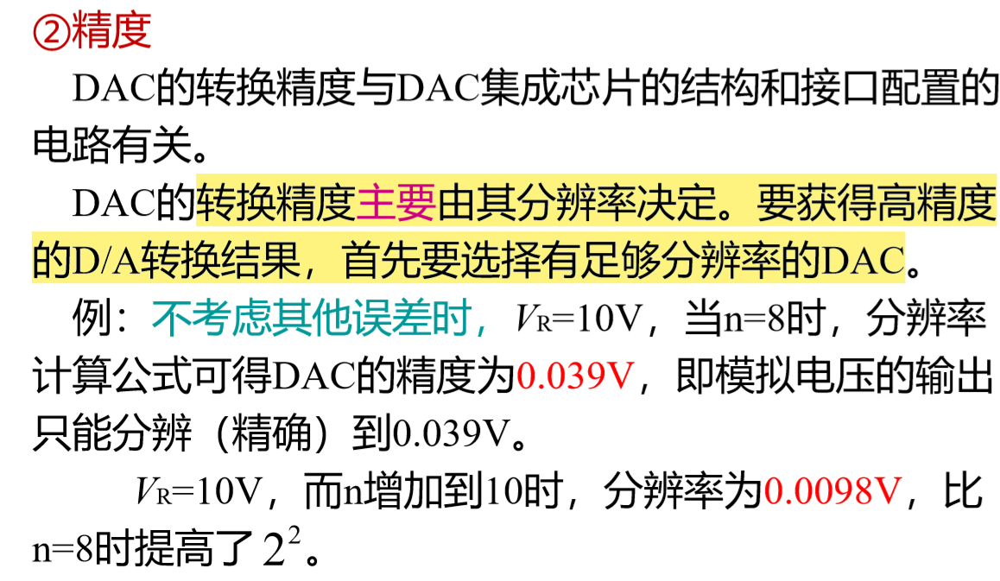 ②精度
DAC的转换精度与DAC集成芯片的结构和接口配置的
电路有关。
DAC的转换精度主要由其分辨率决定。要获得高精度
的D/A转换结果，首先要选择有足够分辨率的DAC。
例：不考虑其他误差时，V_R=10V，当n=8时，分辨率
计算公式可得DAC的精度为0.039V，即模拟电压的输出
只能分辨（精确）到0.039V。
V_R=10V，而n增加到10时，分辨率为0.0098V，比
n=8时提高了 2²。